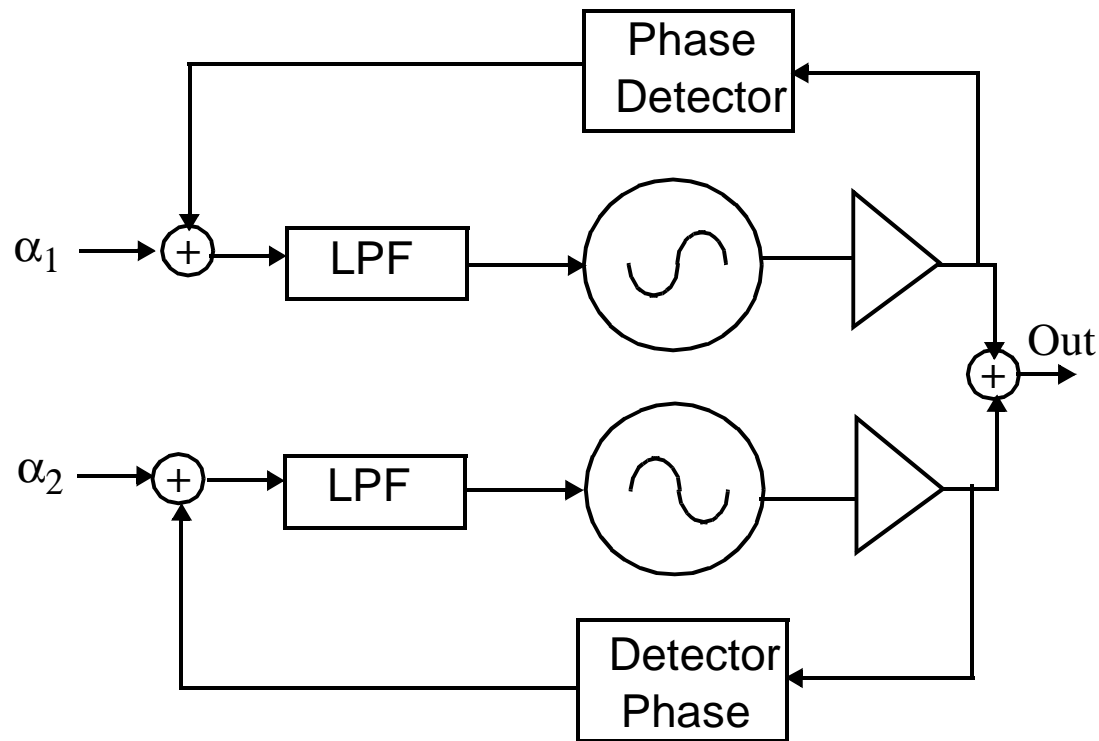 Phase
Detector
α1
+
LPF
Out
+
α2
+
LPF
Detector
Phase